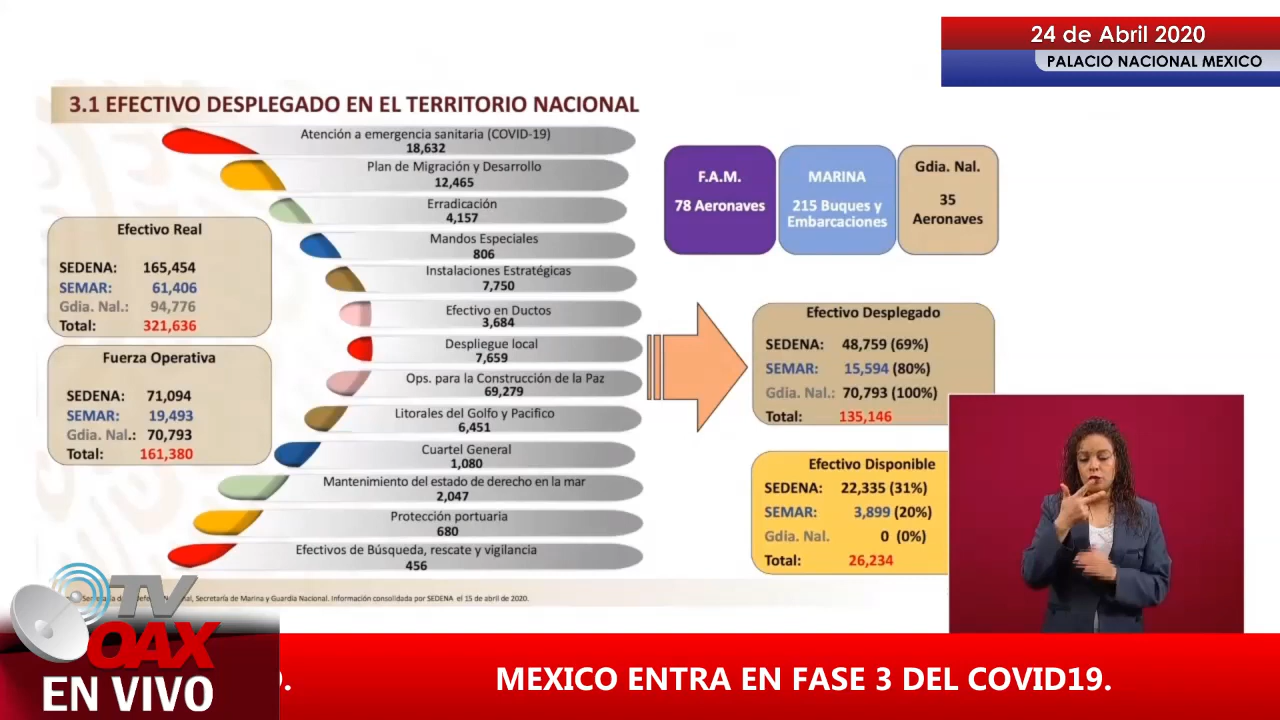 24 de Abril 2020
PALACIO NACIONAL MEXICO
3.1 EFECTIVO DESPLEGADO EN EL TERRITORIO NACIONAL
Atención a emergencia sanitaria (COVID-19)
18,632
Plan de Migración y Desarrollo
12,465
Erradicación
4,157
Mandos Especiales
806
Instalaciones Estratégicas
7,750
Efectivo en Ductos
3,684
Despliegue local
7,659
Ops. para la Construcción de la Paz
69,279
Litorales del Golfo y Pacifico
6,451
Cuartel General
1,080
Mantenimiento del estado de derecho en la mar
2,047
Protección portuaria
680
Efectivos de Búsqueda, rescate y vigilancia
456
Efectivo Real
SEDENA: 165,454
SEMAR: 61,406
Gdia. Nal.: 94,776
Total: 321,636
Fuerza Operativa
SEDENA: 71,094
SEMAR: 19,493
Gdia. Nal.: 70,793
Total: 161,380
F.A.M.
78 Aeronaves
MARINA
215 Buques y
Embarcaciones
Gdia. Nal.
35
Aeronaves
Efectivo Desplegado
SEDENA: 48,759 (69%)
SEMAR: 15,594 (80%)
Gdia. Nal.: 70,793 (100%)
Total: 135,146
Efectivo Disponible
SEDENA: 22,335 (31%)
SEMAR: 3,899 (20%)
Gdia. Nal. 0 (0%)
Total: 26,234
Nacional, Secretaría de Marina y Guardia Nacional. Información consolidada por SEDENA el 15 de abril de 2020.
TV
OAX
EN VIVO
MEXICO ENTRA EN FASE 3 DEL COVID19.